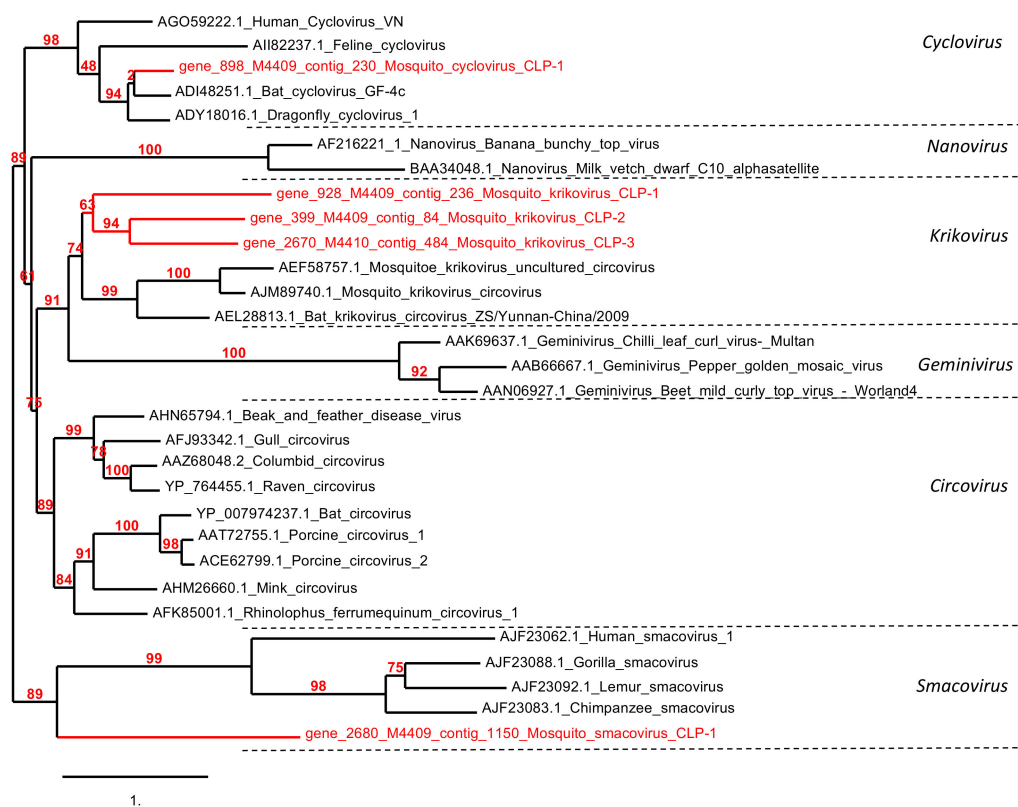 AGO59222.1_Human_Cyclovirus_VN
98
AII82237.1_Feline_cyclovirus
Cyclovirus
48
gene_898_M4409_contig_230_Mosquito_cyclovirus_CLP-1
2
94
ADI48251.1_Bat_cyclovirus_GF-4c
ADY18016.1_Dragonfly_cyclovirus_1
89
100
AF216221_1_Nanovirus_Banana_bunchy_top_virus
Nanovirus
BAA34048.1_Nanovirus_Milk_vetch_dwarf_C10_alphasatellite
gene_928_M4409_contig_236_Mosquito_krikovirus_CLP-1
63
94
gene_399_M4409_contig_84_Mosquito_krikovirus_CLP-2
Krikovirus
74
gene_2670_M4410_contig_484_Mosquito_krikovirus_CLP-3
61
100
AEF58757.1_Mosquitoe_krikovirus_uncultured_circovirus
91
99
AJM89740.1_Mosquito_krikovirus_circovirus
AEL28813.1_Bat_krikovirus_circovirus_ZS/Yunnan-China/2009
AAK69637.1_Geminivirus_Chilli_leaf_curl_virus-_Multan
100
92
AAB66667.1_Geminivirus_Pepper_golden_mosaic_virus
Geminivirus
AAN06927.1_Geminivirus_Beet_mild_curly_top_virus_-_Worland4
75
AHN65794.1_Beak_and_feather_disease_virus
99
AFJ93342.1_Gull_circovirus
78
AAZ68048.2_Columbid_circovirus
100
YP_764455.1_Raven_circovirus
Circovirus
89
YP_007974237.1_Bat_circovirus
100
AAT72755.1_Porcine_circovirus_1
98
91
ACE62799.1_Porcine_circovirus_2
84
AHM26660.1_Mink_circovirus
AFK85001.1_Rhinolophus_ferrumequinum_circovirus_1
AJF23062.1_Human_smacovirus_1
99
75
AJF23088.1_Gorilla_smacovirus
98
AJF23092.1_Lemur_smacovirus
Smacovirus
89
AJF23083.1_Chimpanzee_smacovirus
gene_2680_M4409_contig_1150_Mosquito_smacovirus_CLP-1
1.